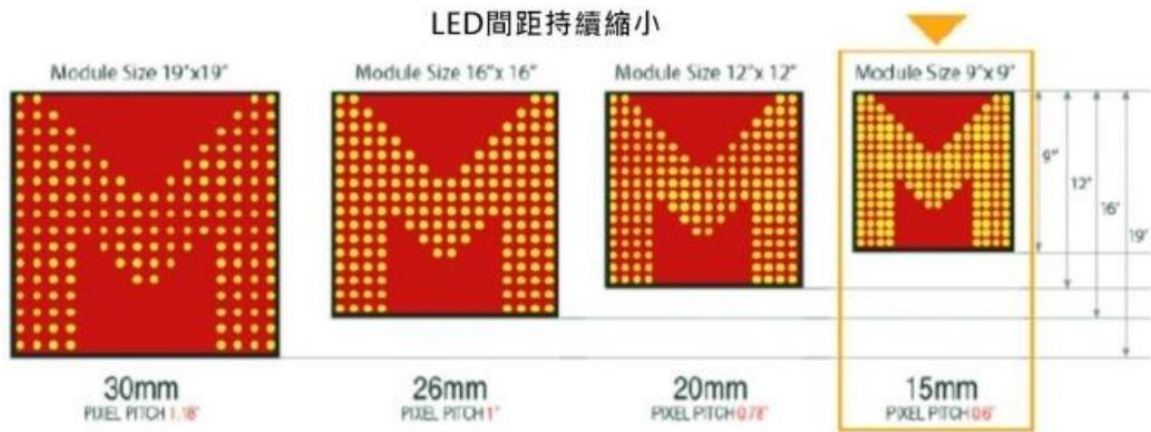 LED間距持續縮小
Module Size 19"x19"
Module Size 16"x 16"
Module Size 12"x 12"
Module Size 9"x 9"
9"
12"
16"
19"
30mm
PIXEL PITCH 1.18"
26mm
PIXEL PITCH 1"
20mm
PIXEL PITCH 0.78"
15mm
PIXEL PITCH 0.6"